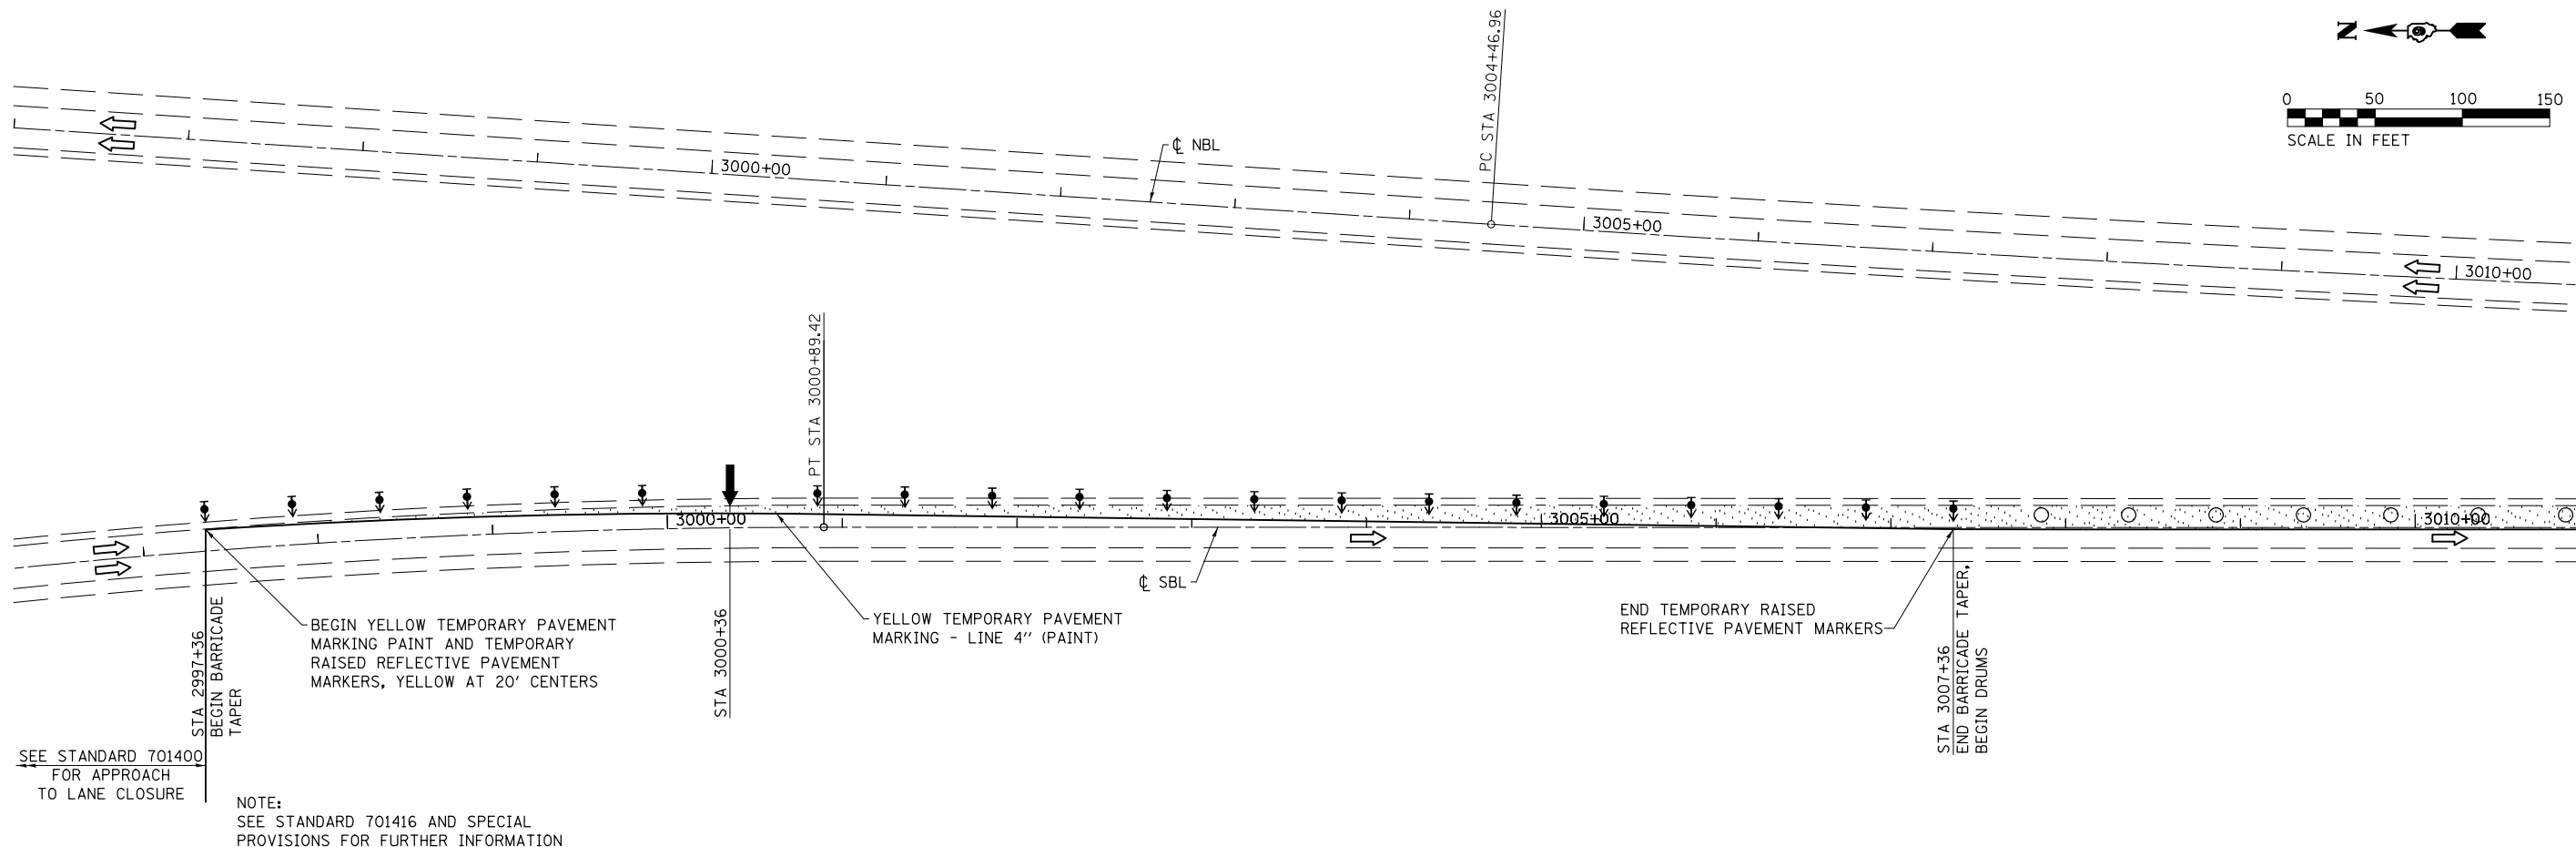 N
0 50 100 150
SCALE IN FEET
PC STA 3004+46.96
℄ NBL
3000+00
3005+00
3010+00
PT STA 3000+89.42
3000+00
3005+00
3010+00
℄ SBL
BEGIN YELLOW TEMPORARY PAVEMENT
MARKING PAINT AND TEMPORARY
RAISED REFLECTIVE PAVEMENT
MARKERS, YELLOW AT 20' CENTERS
YELLOW TEMPORARY PAVEMENT
MARKING - LINE 4" (PAINT)
END TEMPORARY RAISED
REFLECTIVE PAVEMENT MARKERS
STA 2997+36
BEGIN BARRICADE
TAPER
STA 3000+36
STA 3007+36
END BARRICADE TAPER,
BEGIN DRUMS
SEE STANDARD 701400
FOR APPROACH
TO LANE CLOSURE
NOTE:
SEE STANDARD 701416 AND SPECIAL
PROVISIONS FOR FURTHER INFORMATION